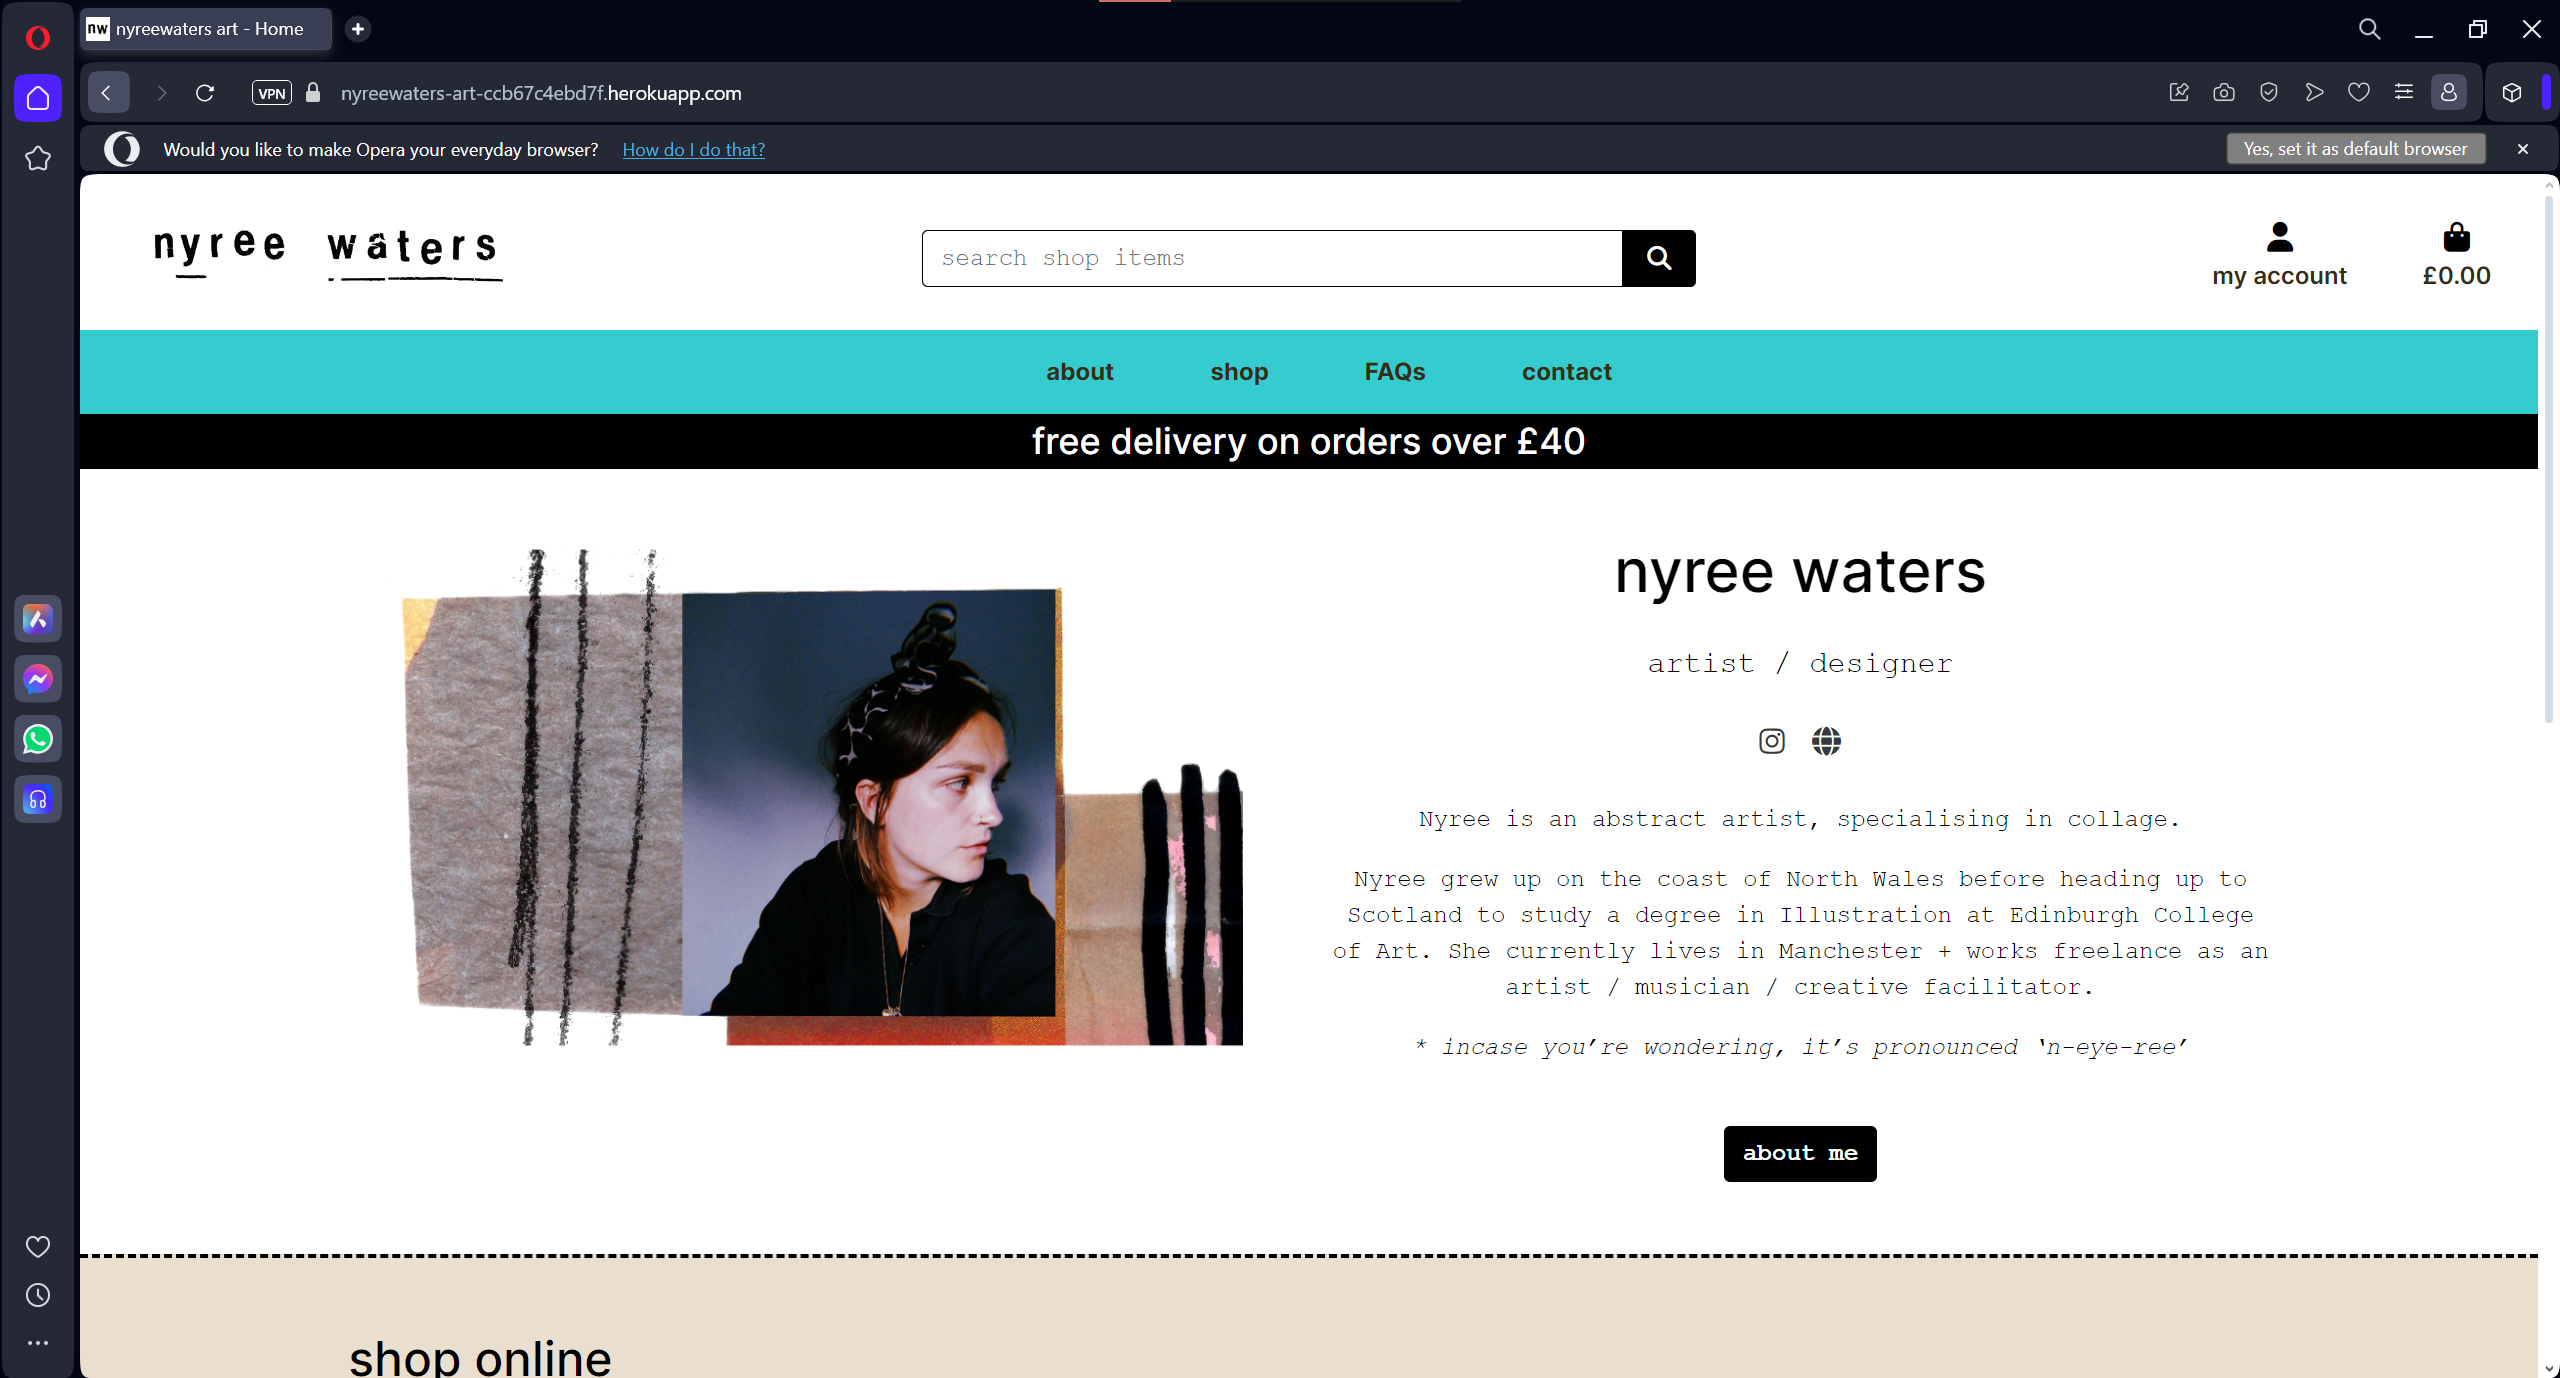 nw nyreewaters art - Home
VPN nyreewaters-art-ccb67c4ebd7f.herokuapp.com
Would you like to make Opera your everyday browser? How do I do that? Yes, set it as default browser
nyree waters
search shop items
my account
£0.00
about shop FAQs contact
free delivery on orders over £40
nyree waters
artist / designer
Nyree is an abstract artist, specialising in collage.
Nyree grew up on the coast of North Wales before heading up to
Scotland to study a degree in Illustration at Edinburgh College
of Art. She currently lives in Manchester + works freelance as an
artist / musician / creative facilitator.
* incase you’re wondering, it’s pronounced ‘n-eye-ree’
about me
shop online